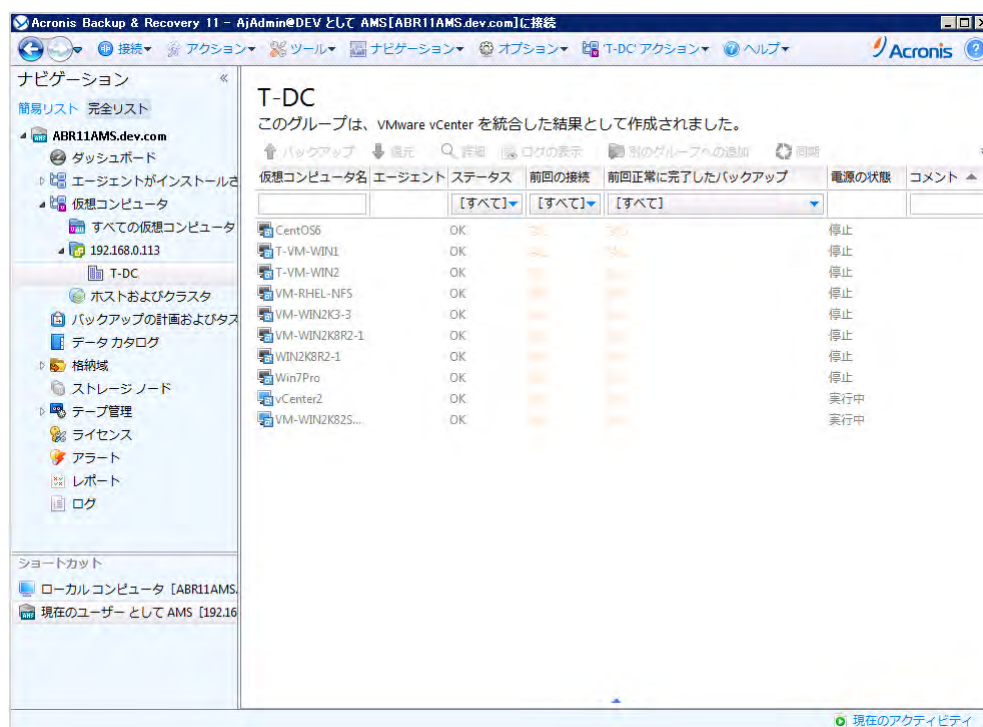 Acronis Backup & Recovery 11 - AjAdmin@DEV として AMS[ABR11AMS.dev.com]に接続
接続 アクション ツール ナビゲーション オプション 'T-DC' アクション ヘルプ Acronis
ナビゲーション
簡易リスト 完全リスト
ABR11AMS.dev.com
ダッシュボード
エージェントがインストールさ
仮想コンピュータ
すべての仮想コンピュータ
192.168.0.113
T-DC
ホストおよびクラスタ
バックアップの計画およびタス
データ カタログ
格納域
ストレージ ノード
テープ管理
ライセンス
アラート
レポート
ログ
ショートカット
ローカル コンピュータ [ABR11AMS.
現在のユーザー として AMS [192.16
T-DC
このグループは、VMware vCenter を統合した結果として作成されました。
バックアップ 復元 詳細 ログの表示 別のグループへの追加 同期
仮想コンピュータ名 エージェント ステータス 前回の接続 前回正常に完了したバックアップ 電源の状態 コメント
[すべて] [すべて] [すべて]
CentOS6 OK 停止
T-VM-WIN1 OK 停止
T-VM-WIN2 OK 停止
VM-RHEL-NFS OK 停止
VM-WIN2K3-3 OK 停止
VM-WIN2K8R2-1 OK 停止
WIN2K8R2-1 OK 停止
Win7Pro OK 停止
vCenter2 OK 実行中
VM-WIN2K82S... OK 実行中
現在のアクティビティ